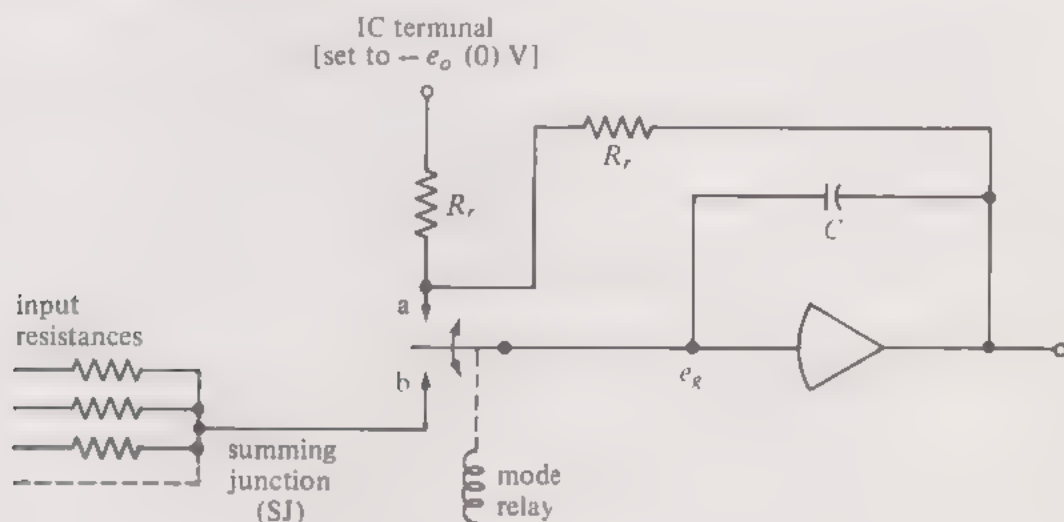 IC terminal
[set to − e_o (0) V]
R_r
R_r
C
a
input
resistances
b
e_g
summing
junction
(SJ)
mode
relay